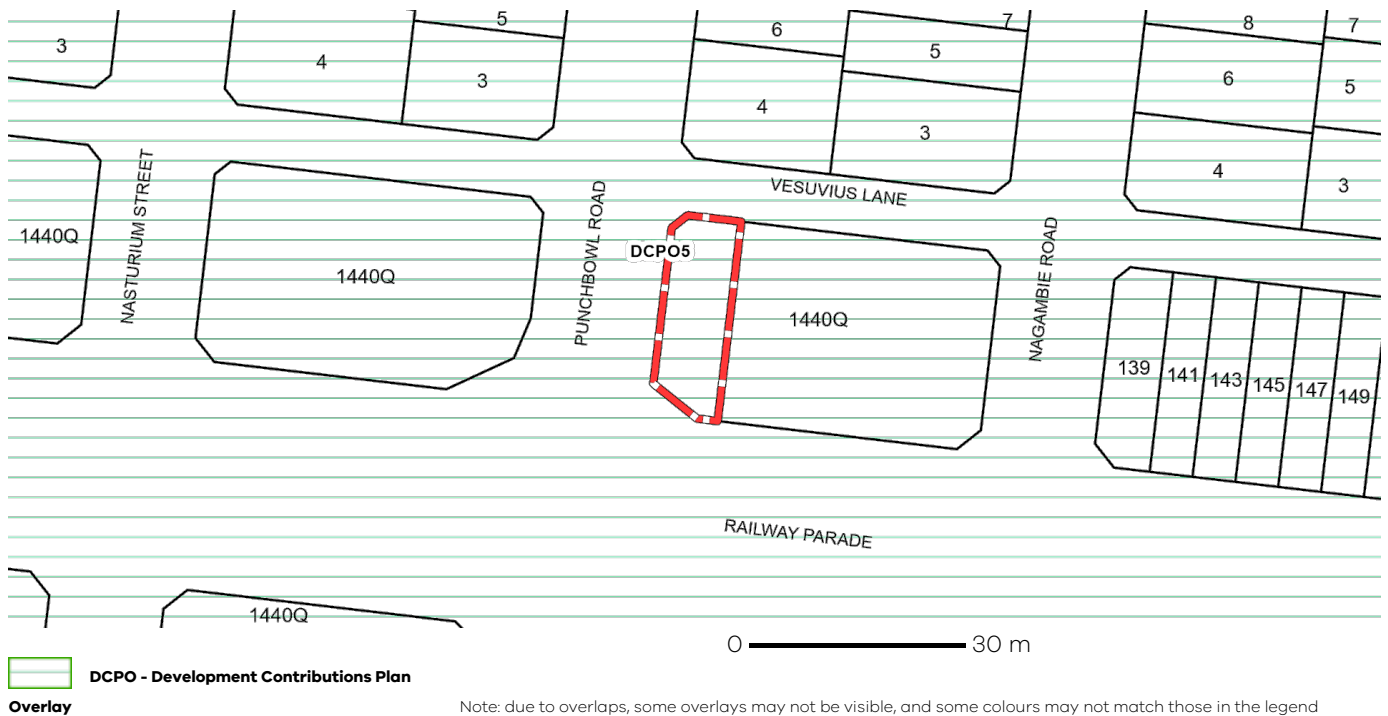 5
7
8
7
3
4
3
6
5
6
5
4
3
4
3
NASTURIUM STREET
PUNCHBOWL ROAD
VESUVIUS LANE
NAGAMBIE ROAD
1440Q
1440Q
DCPO5
1440Q
139
141
143
145
147
149
RAILWAY PARADE
1440Q
0
30 m
DCPO - Development Contributions Plan
Overlay
Note: due to overlaps, some overlays may not be visible, and some colours may not match those in the legend